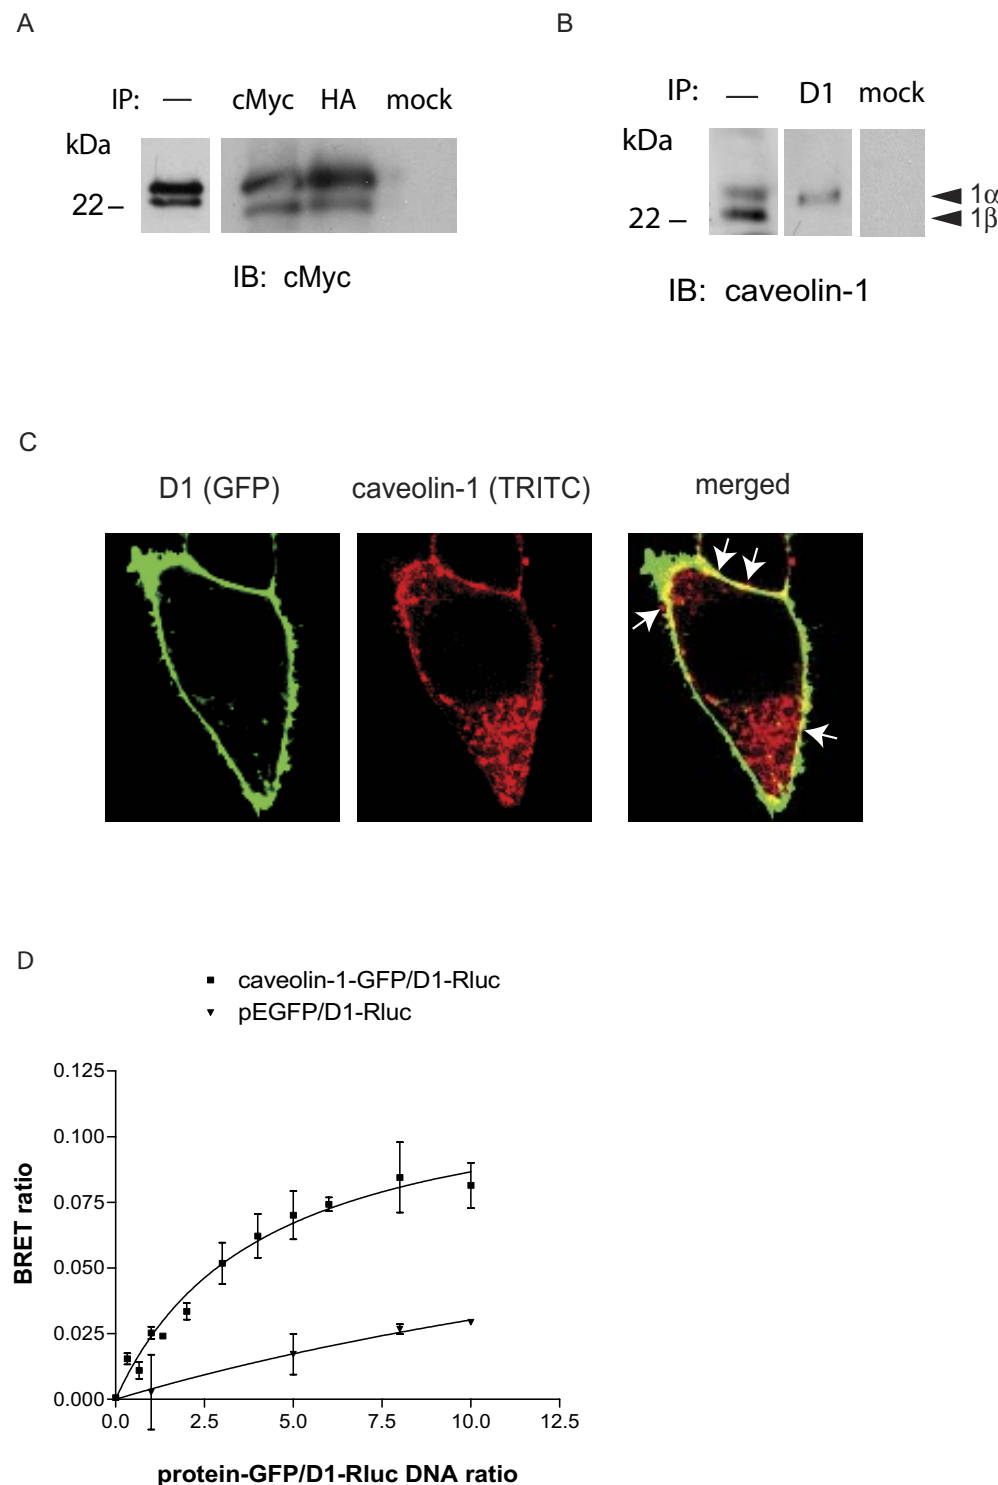 A
IP: — cMyc HA mock
kDa
22 –
IB: cMyc
B
IP: — D1 mock
kDa
22 –
1α
1β
IB: caveolin-1
C
D1 (GFP) caveolin-1 (TRITC) merged
D
caveolin-1-GFP/D1-Rluc
pEGFP/D1-Rluc
0.125
0.100
0.075
0.050
0.025
0.000
BRET ratio
0.0 2.5 5.0 7.5 10.0 12.5
protein-GFP/D1-Rluc DNA ratio